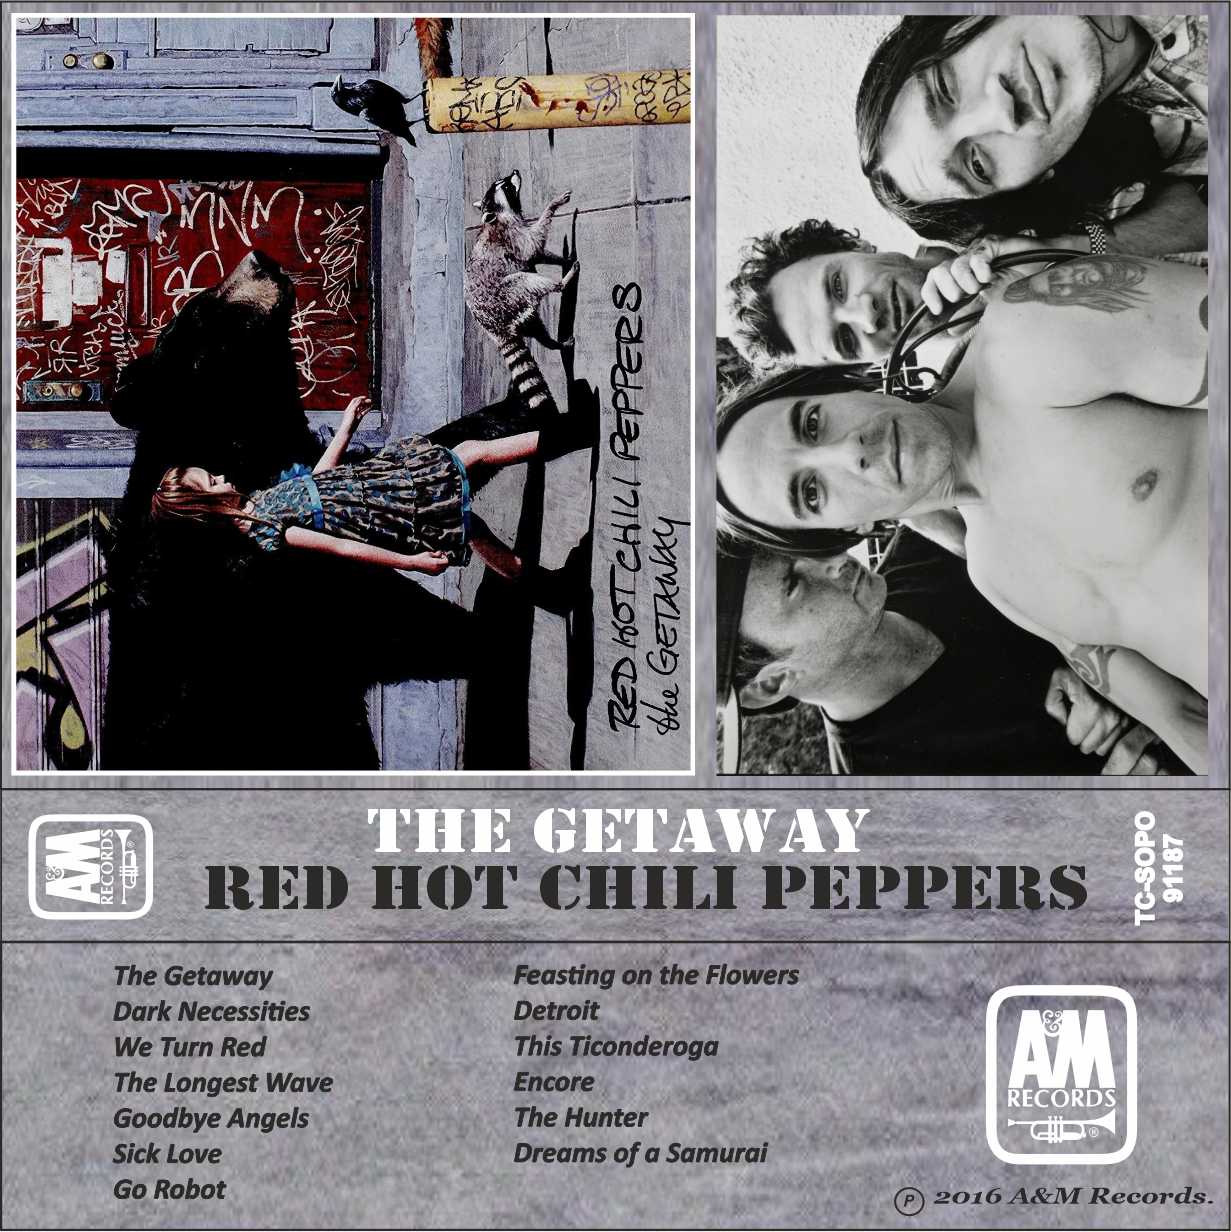 RED HOT CHILI PEPPERS
the GETAWAY
THE GETAWAY
RED HOT CHILI PEPPERS
A&M
RECORDS
®
TC-SOPO
91187
The Getaway
Dark Necessities
We Turn Red
The Longest Wave
Goodbye Angels
Sick Love
Go Robot
Feasting on the Flowers
Detroit
This Ticonderoga
Encore
The Hunter
Dreams of a Samurai
A&M
RECORDS
®
℗ 2016 A&M Records.